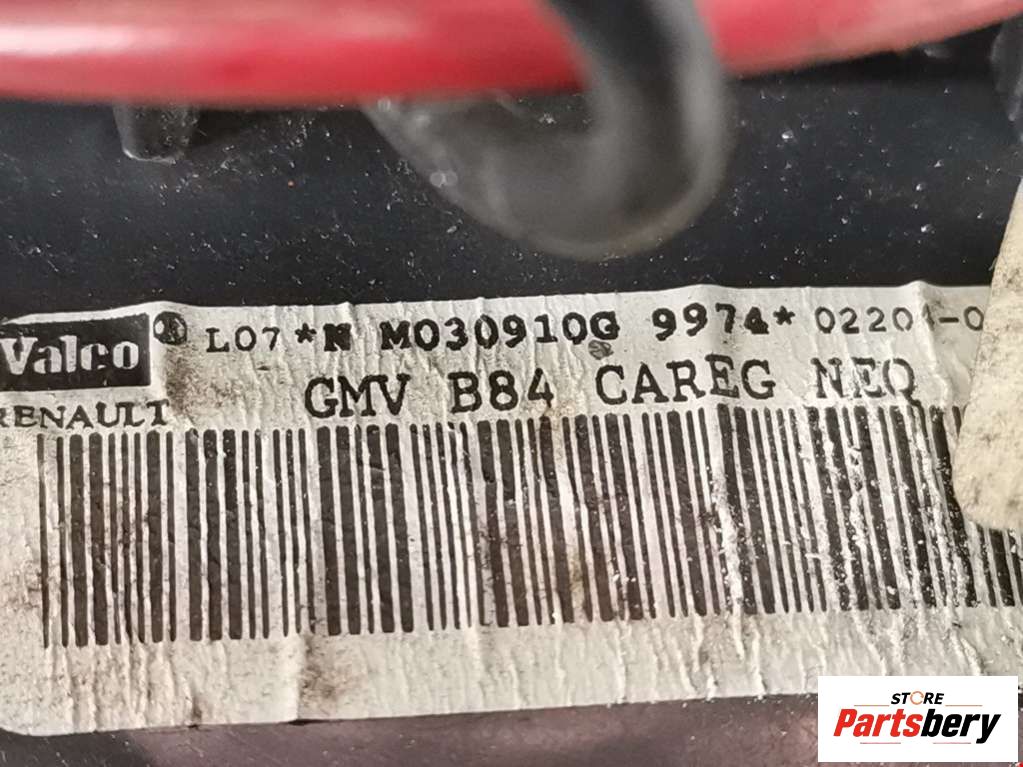 Valeo ® L07 *N M030910G 9974* 02204-0
RENAULT GMV B84 CAREG NEQ
STORE
Partsbery